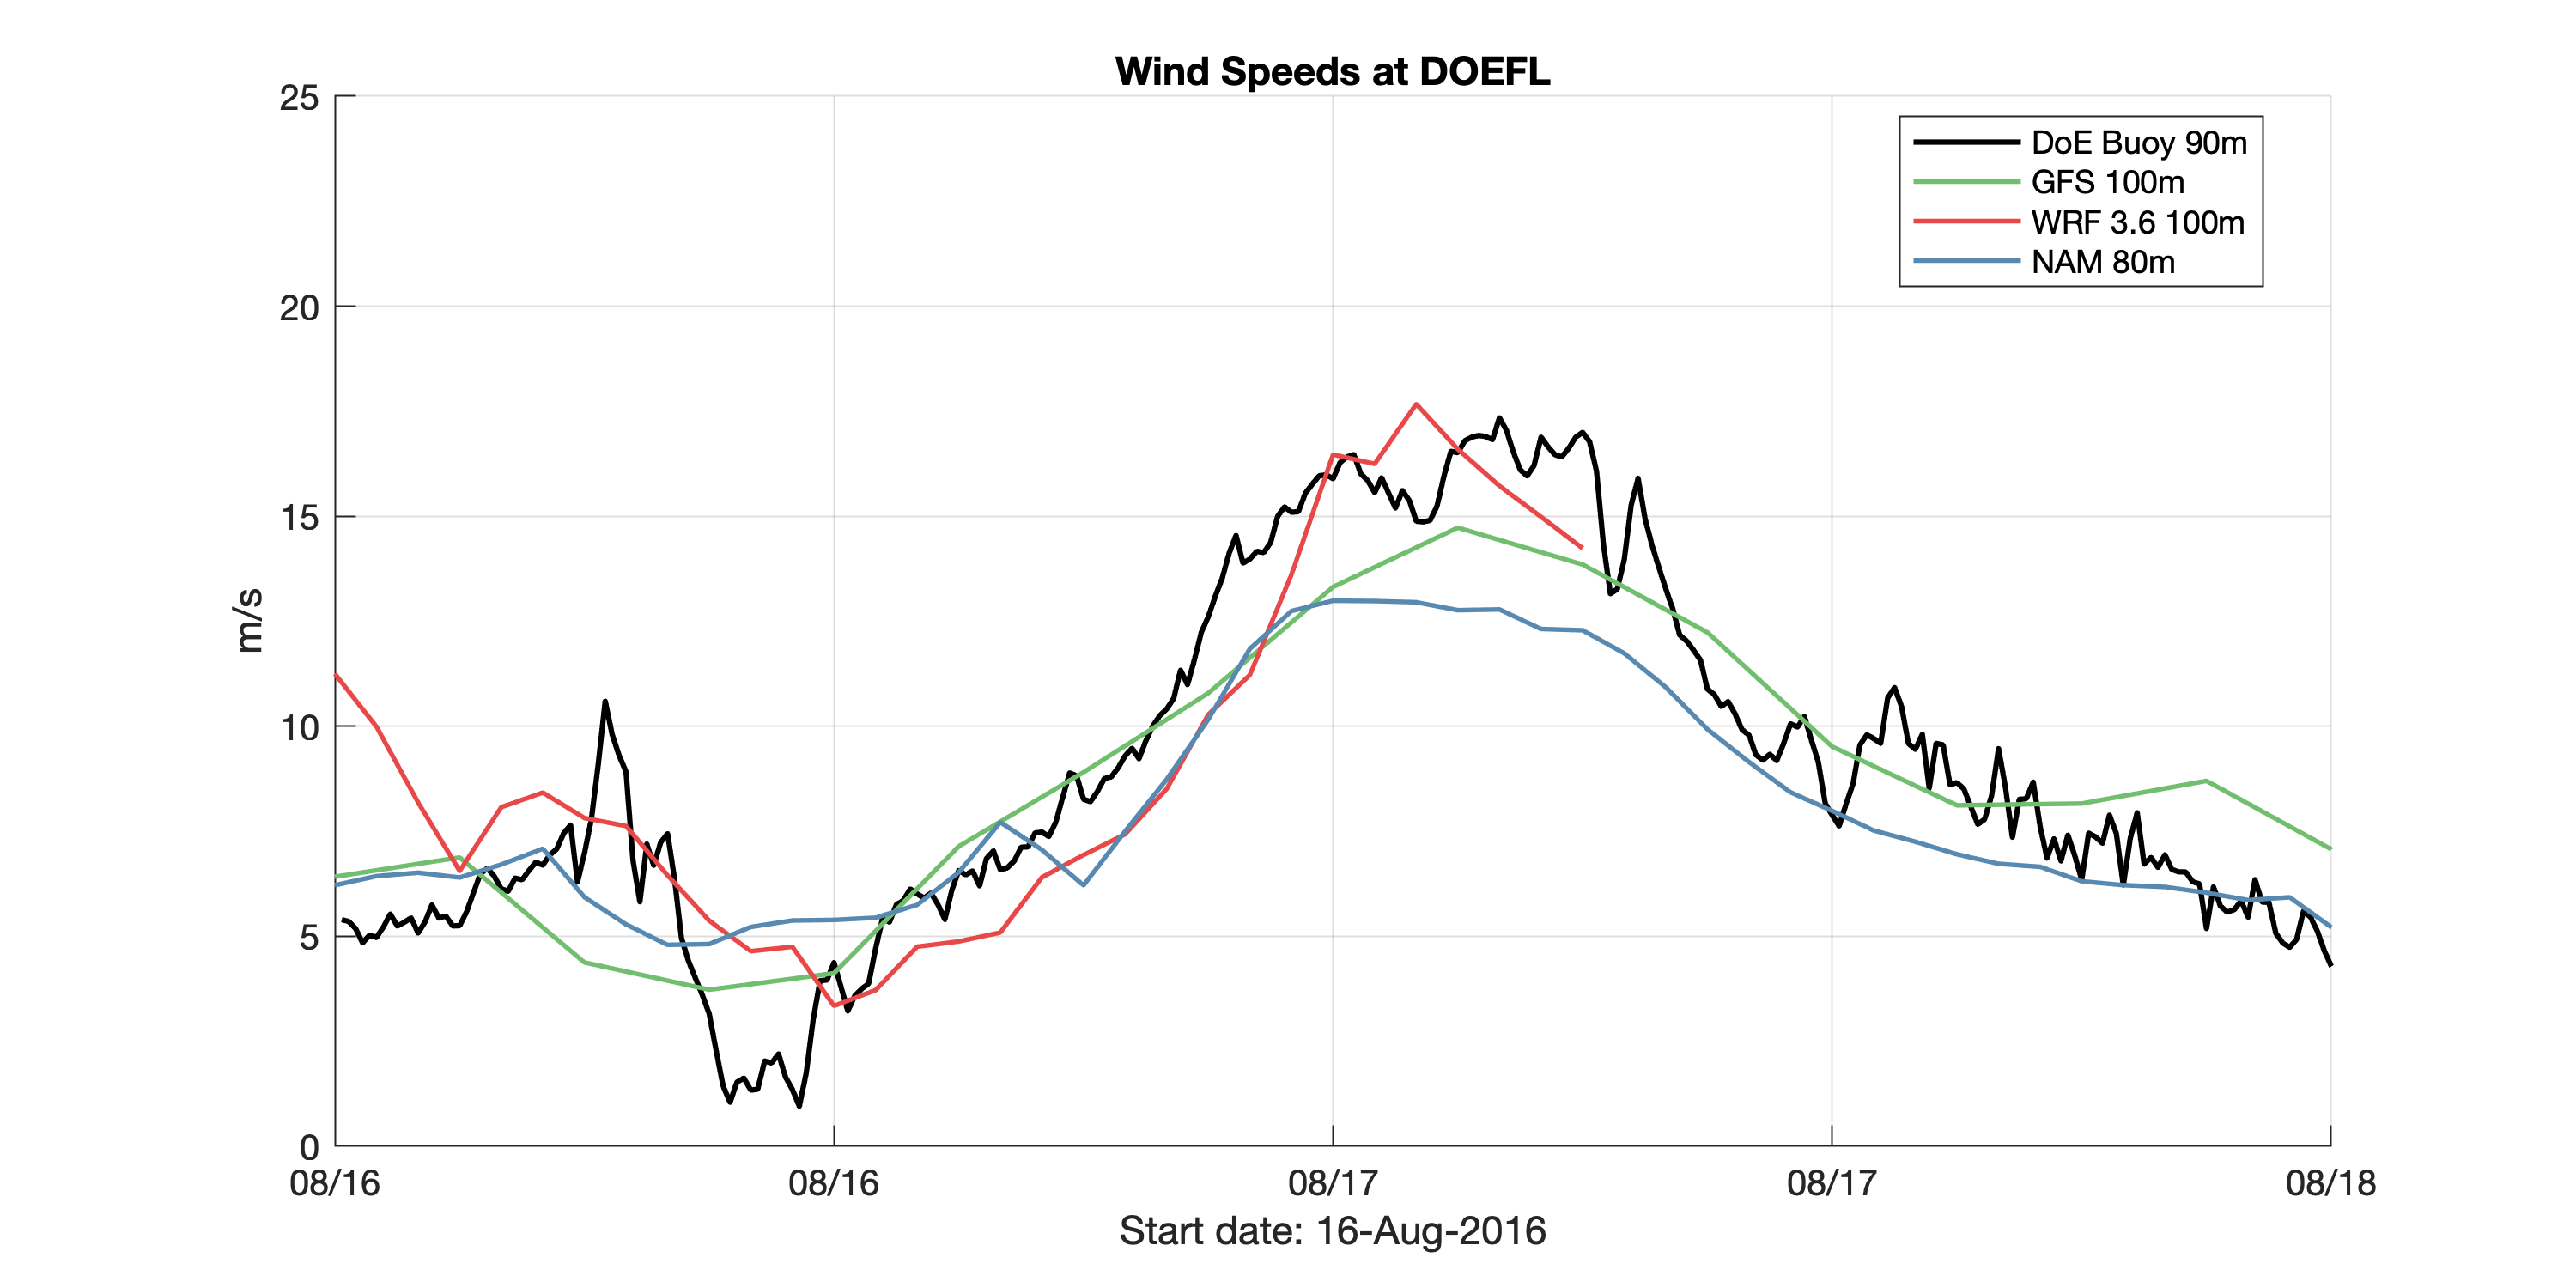 Wind Speeds at DOEFL
25
20
15
10
5
0
m/s
DoE Buoy 90m
GFS 100m
WRF 3.6 100m
NAM 80m
08/16
08/16
08/17
08/17
08/18
Start date: 16-Aug-2016